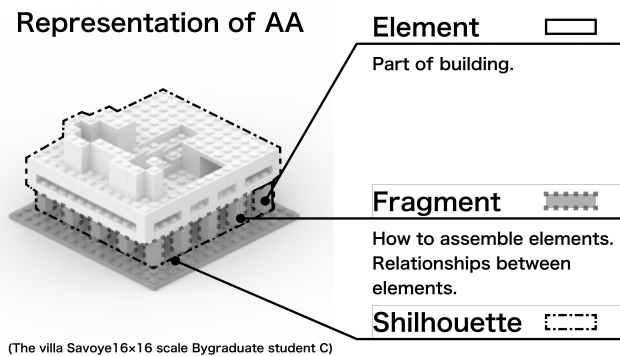 Representation of AA
Element
Part of building.
Fragment
How to assemble elements.
Relationships between
elements.
Shilhouette
(The villa Savoye16×16 scale Bygraduate student C)